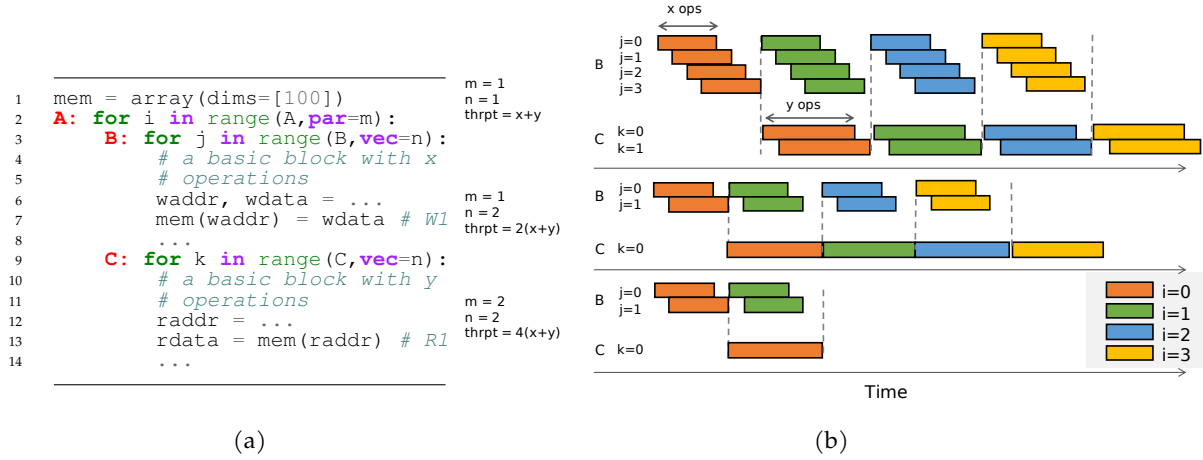 1 mem = array(dims=[100])
2 A: for i in range(A,par=m):
3 B: for j in range(B,vec=n):
4 # a basic block with x
5 # operations
6 waddr, wdata = ...
7 mem(waddr) = wdata # W1
8 ...
9 C: for k in range(C,vec=n):
10 # a basic block with y
11 # operations
12 raddr = ...
13 rdata = mem(raddr) # R1
14 ...
(a)
m = 1
n = 1
thrpt = x+y
m = 1
n = 2
thrpt = 2(x+y)
m = 2
n = 2
thrpt = 4(x+y)
x ops
B
j=0
j=1
j=2
j=3
y ops
C
k=0
k=1
B
j=0
j=1
C k=0
B
j=0
j=1
C k=0
i=0
i=1
i=2
i=3
Time
(b)